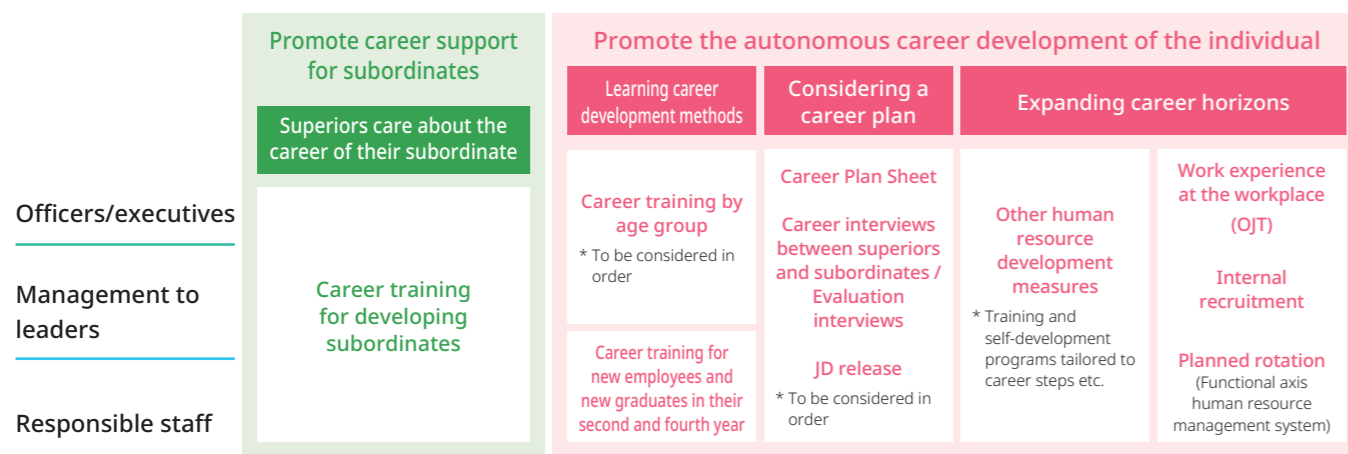 Promote career support
for subordinates
Superiors care about the
career of their subordinate
Officers/executives
Management to
leaders
Responsible staff
Career training
for developing
subordinates
Promote the autonomous career development of the individual
Learning career
development methods
Career training by
age group
* To be considered in
order
Career training for
new employees and
new graduates in their
second and fourth year
Considering a
career plan
Career Plan Sheet
Career interviews
between superiors
and subordinates /
Evaluation
interviews
JD release
* To be considered in
order
Expanding career horizons
Other human
resource
development
measures
* Training and
self-development
programs tailored to
career steps etc.
Work experience
at the workplace
(OJT)
Internal
recruitment
Planned rotation
(Functional axis
human resource
management system)